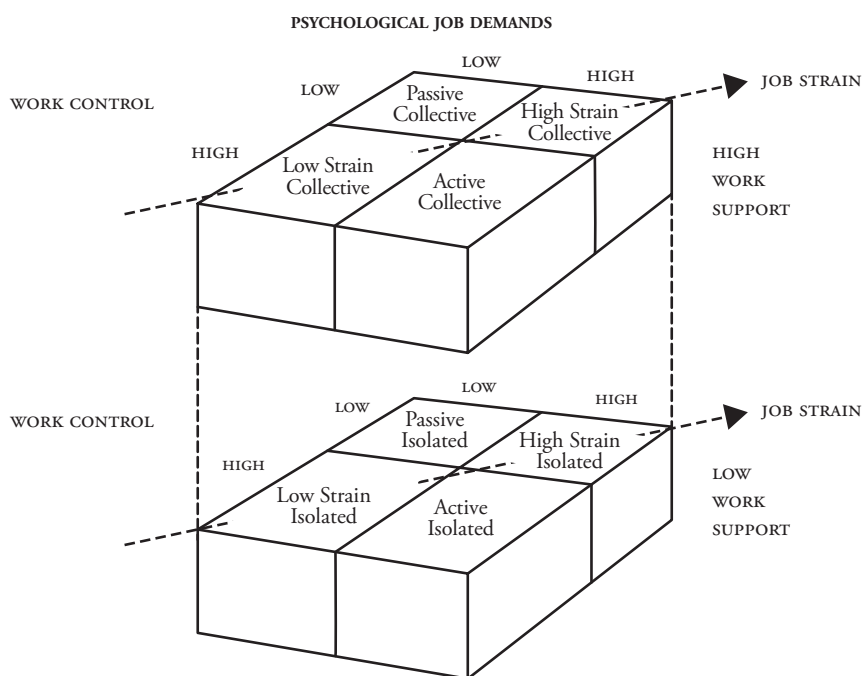 PSYCHOLOGICAL JOB DEMANDS
LOW
HIGH
JOB STRAIN
WORK CONTROL
LOW
Passive
Collective
High Strain
Collective
HIGH
Low Strain
Collective
Active
Collective
HIGH
WORK
SUPPORT
LOW
HIGH
JOB STRAIN
WORK CONTROL
LOW
Passive
Isolated
High Strain
Isolated
HIGH
Low Strain
Isolated
Active
Isolated
LOW
WORK
SUPPORT